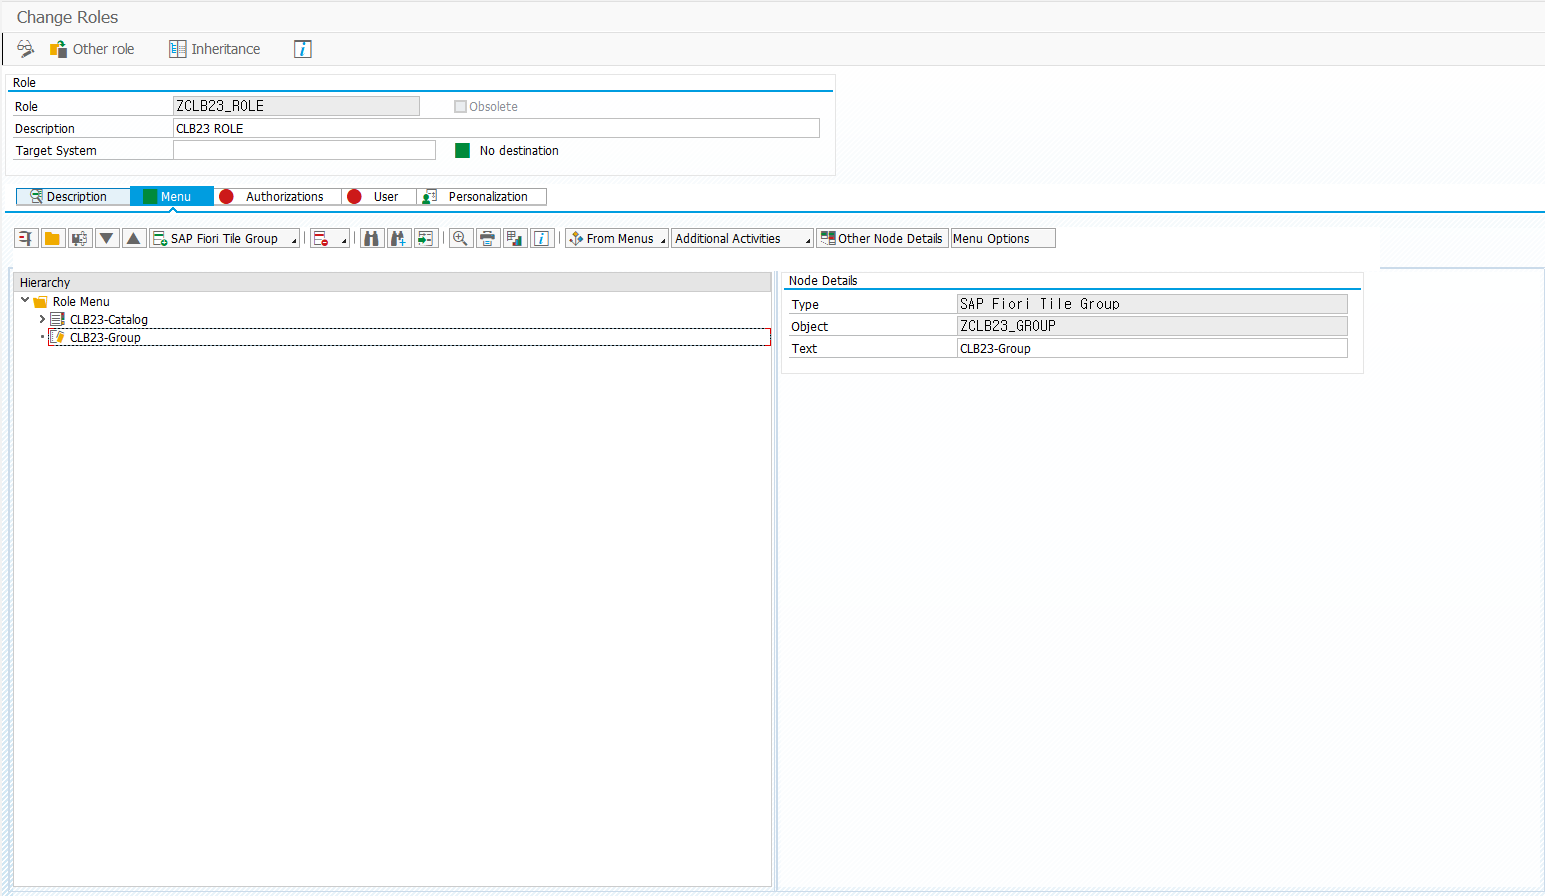 Change Roles
Other role Inheritance
Role
Role ZCLB23_ROLE Obsolete
Description CLB23 ROLE
Target System No destination
Description Menu Authorizations User Personalization
SAP Fiori Tile Group From Menus Additional Activities Other Node Details Menu Options
Hierarchy
Role Menu
CLB23-Catalog
CLB23-Group
Node Details
Type SAP Fiori Tile Group
Object ZCLB23_GROUP
Text CLB23-Group